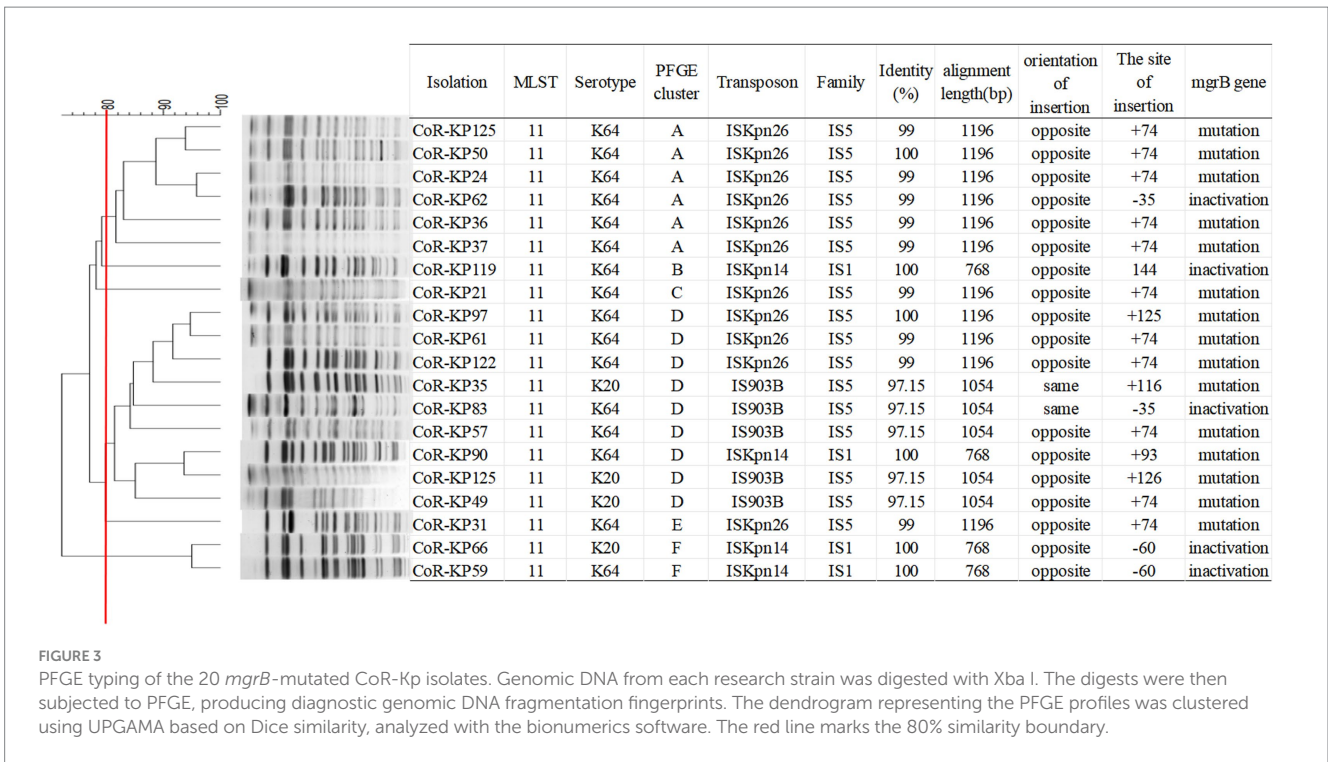 80
90
100
Isolation MLST Serotype PFGE cluster Transposon Family Identity (%) alignment length(bp) orientation of insertion The site of insertion mgrB gene
CoR-KP125 11 K64 A ISKpn26 IS5 99 1196 opposite +74 mutation
CoR-KP50 11 K64 A ISKpn26 IS5 100 1196 opposite +74 mutation
CoR-KP24 11 K64 A ISKpn26 IS5 99 1196 opposite +74 mutation
CoR-KP62 11 K64 A ISKpn26 IS5 99 1196 opposite -35 inactivation
CoR-KP36 11 K64 A ISKpn26 IS5 99 1196 opposite +74 mutation
CoR-KP37 11 K64 A ISKpn26 IS5 99 1196 opposite +74 mutation
CoR-KP119 11 K64 B ISKpn14 IS1 100 768 opposite 144 inactivation
CoR-KP21 11 K64 C ISKpn26 IS5 99 1196 opposite +74 mutation
CoR-KP97 11 K64 D ISKpn26 IS5 100 1196 opposite +125 mutation
CoR-KP61 11 K64 D ISKpn26 IS5 99 1196 opposite +74 mutation
CoR-KP122 11 K64 D ISKpn26 IS5 99 1196 opposite +74 mutation
CoR-KP35 11 K20 D IS903B IS5 97.15 1054 same +116 mutation
CoR-KP83 11 K64 D IS903B IS5 97.15 1054 same -35 inactivation
CoR-KP57 11 K64 D IS903B IS5 97.15 1054 opposite +74 mutation
CoR-KP90 11 K64 D ISKpn14 IS1 100 768 opposite +93 mutation
CoR-KP125 11 K20 D IS903B IS5 97.15 1054 opposite +126 mutation
CoR-KP49 11 K20 D IS903B IS5 97.15 1054 opposite +74 mutation
CoR-KP31 11 K64 E ISKpn26 IS5 99 1196 opposite +74 mutation
CoR-KP66 11 K20 F ISKpn14 IS1 100 768 opposite -60 inactivation
CoR-KP59 11 K64 F ISKpn14 IS1 100 768 opposite -60 inactivation
FIGURE 3
PFGE typing of the 20 mgrB-mutated CoR-Kp isolates. Genomic DNA from each research strain was digested with Xba I. The digests were then
subjected to PFGE, producing diagnostic genomic DNA fragmentation fingerprints. The dendrogram representing the PFGE profiles was clustered
using UPGAMA based on Dice similarity, analyzed with the bionumerics software. The red line marks the 80% similarity boundary.